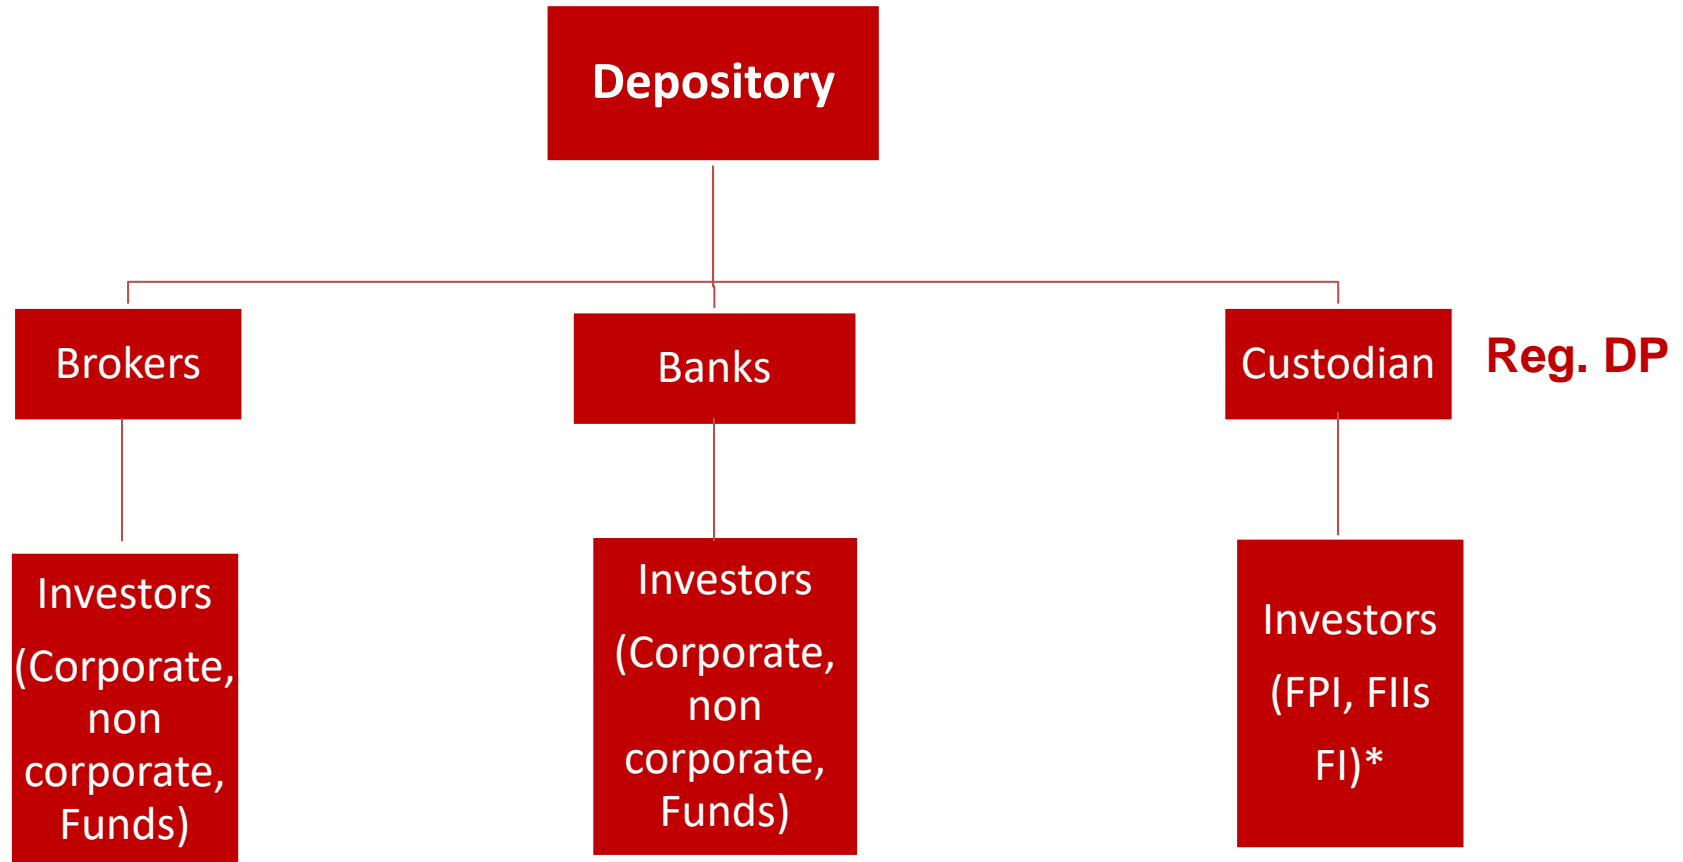 Depository
Brokers
Banks
Custodian
Reg. DP
Investors
(Corporate,
non
corporate,
Funds)
Investors
(Corporate,
non
corporate,
Funds)
Investors
(FPI, FIIs
FI)*